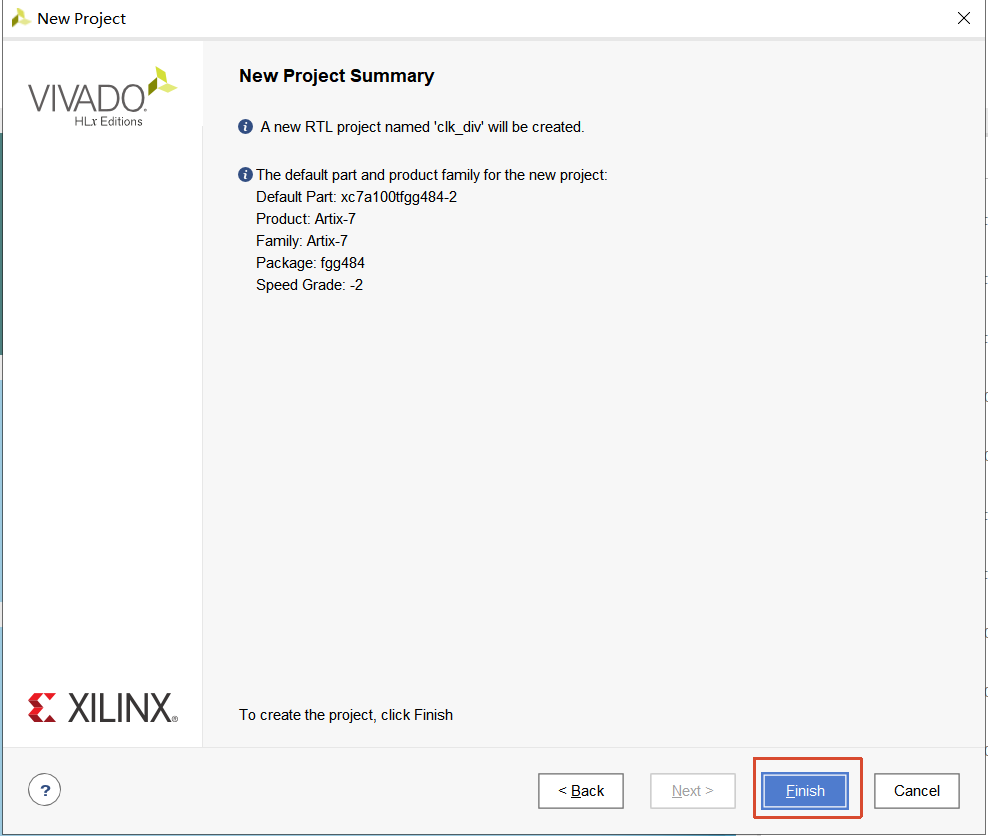 New Project
VIVADO.
HLx Editions
New Project Summary
A new RTL project named 'clk_div' will be created.
The default part and product family for the new project:
Default Part: xc7a100tfgg484-2
Product: Artix-7
Family: Artix-7
Package: fgg484
Speed Grade: -2
XILINX®
To create the project, click Finish
?
< Back
Next >
Finish
Cancel